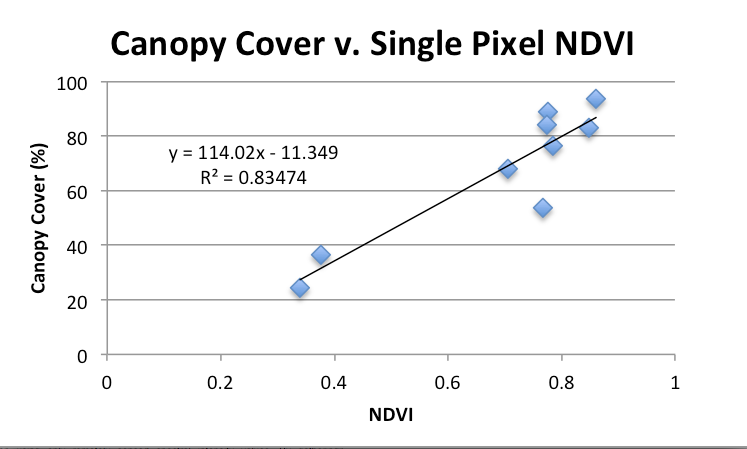 Canopy Cover v. Single Pixel NDVI
100
80
60
40
20
0
Canopy Cover (%)
y = 114.02x - 11.349
R² = 0.83474
0 0.2 0.4 0.6 0.8 1
NDVI